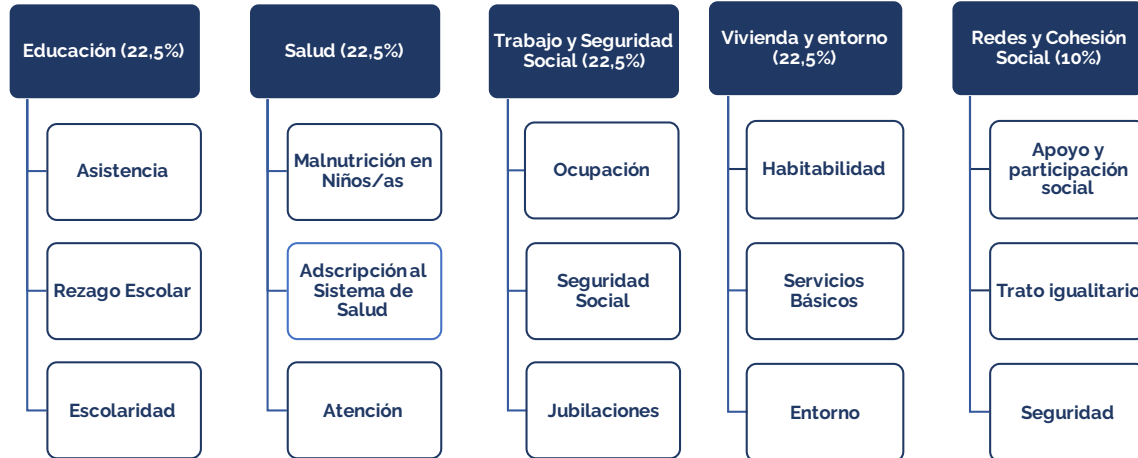 Educación (22,5%)
Asistencia
Rezago Escolar
Escolaridad
Salud (22,5%)
Malnutrición en
Niños/as
Adscripción al
Sistema de
Salud
Atención
Trabajo y Seguridad
Social (22,5%)
Ocupación
Seguridad
Social
Jubilaciones
Vivienda y entorno
(22,5%)
Habitabilidad
Servicios
Básicos
Entorno
Redes y Cohesión
Social (10%)
Apoyo y
participación
social
Trato igualitario
Seguridad